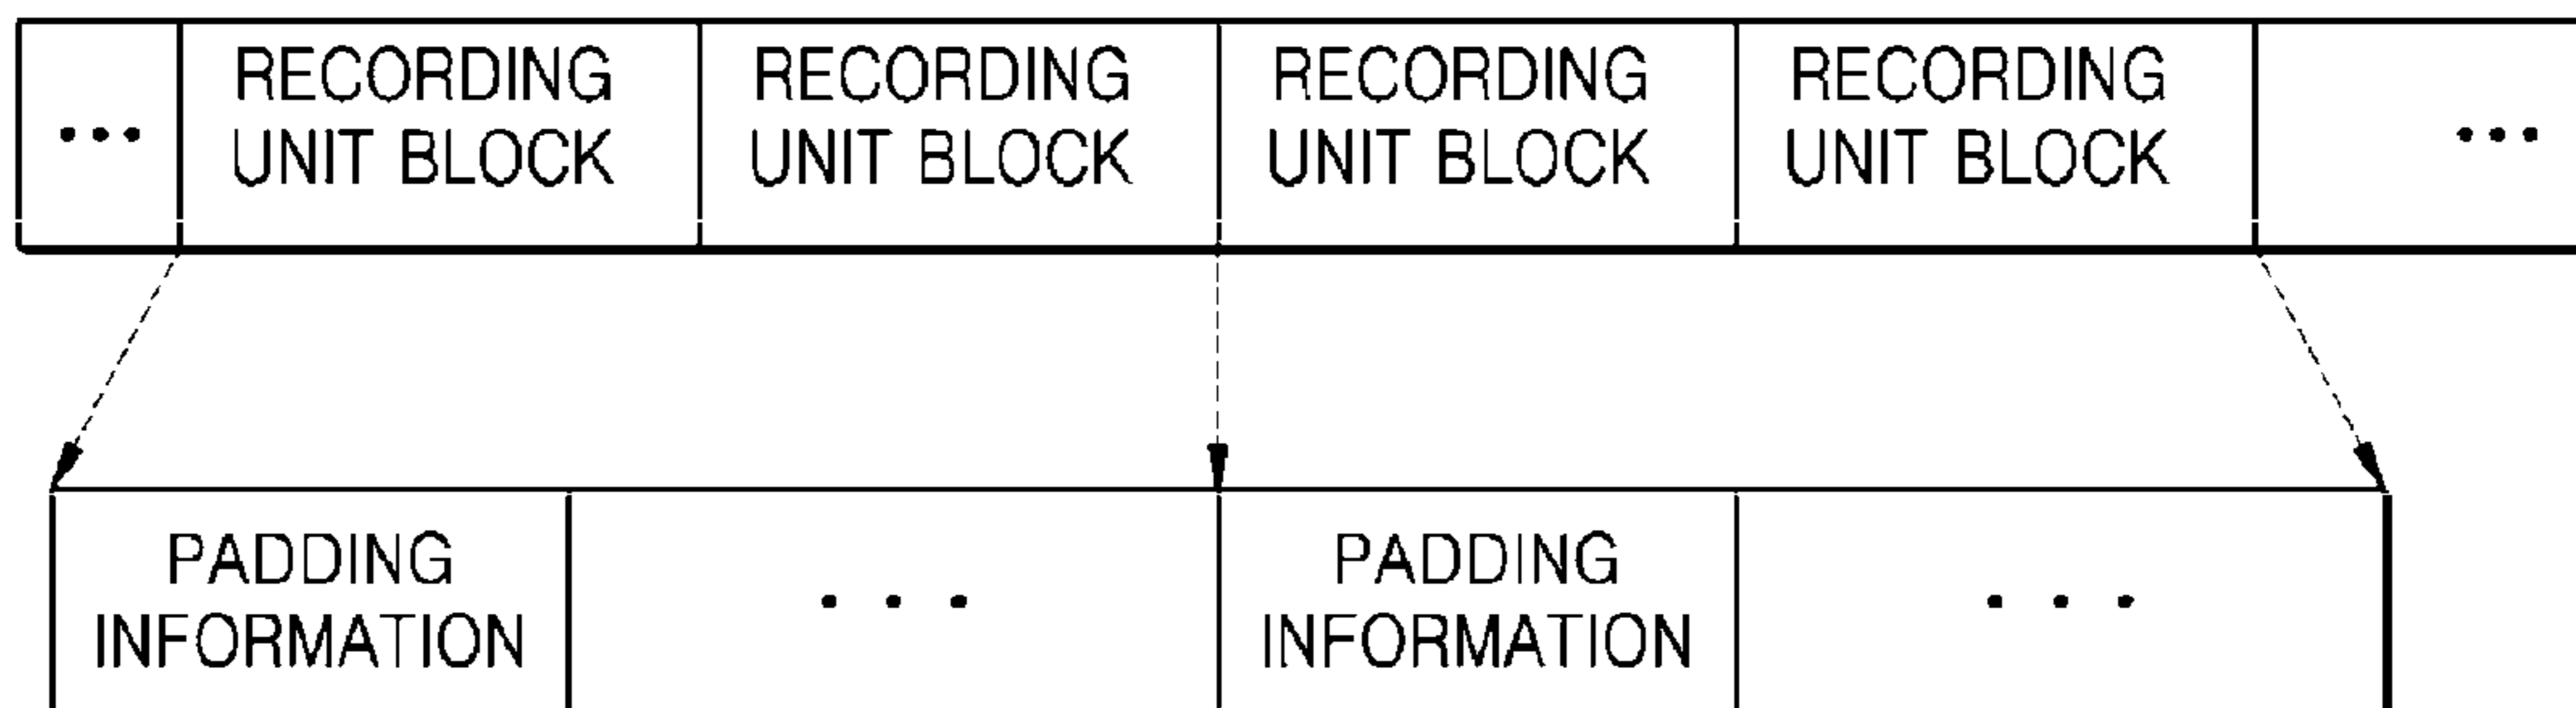 ... RECORDING RECORDING RECORDING RECORDING ...
UNIT BLOCK UNIT BLOCK UNIT BLOCK UNIT BLOCK
PADDING ... PADDING ...
INFORMATION INFORMATION